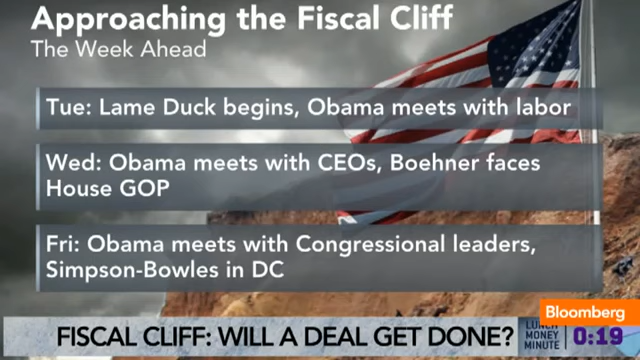 Approaching the Fiscal Cliff
The Week Ahead
Tue: Lame Duck begins, Obama meets with labor
Wed: Obama meets with CEOs, Boehner faces
House GOP
Fri: Obama meets with Congressional leaders,
Simpson-Bowles in DC
Bloomberg
FISCAL CLIFF: WILL A DEAL GET DONE?
LUNCH
MONEY
MINUTE
0:19